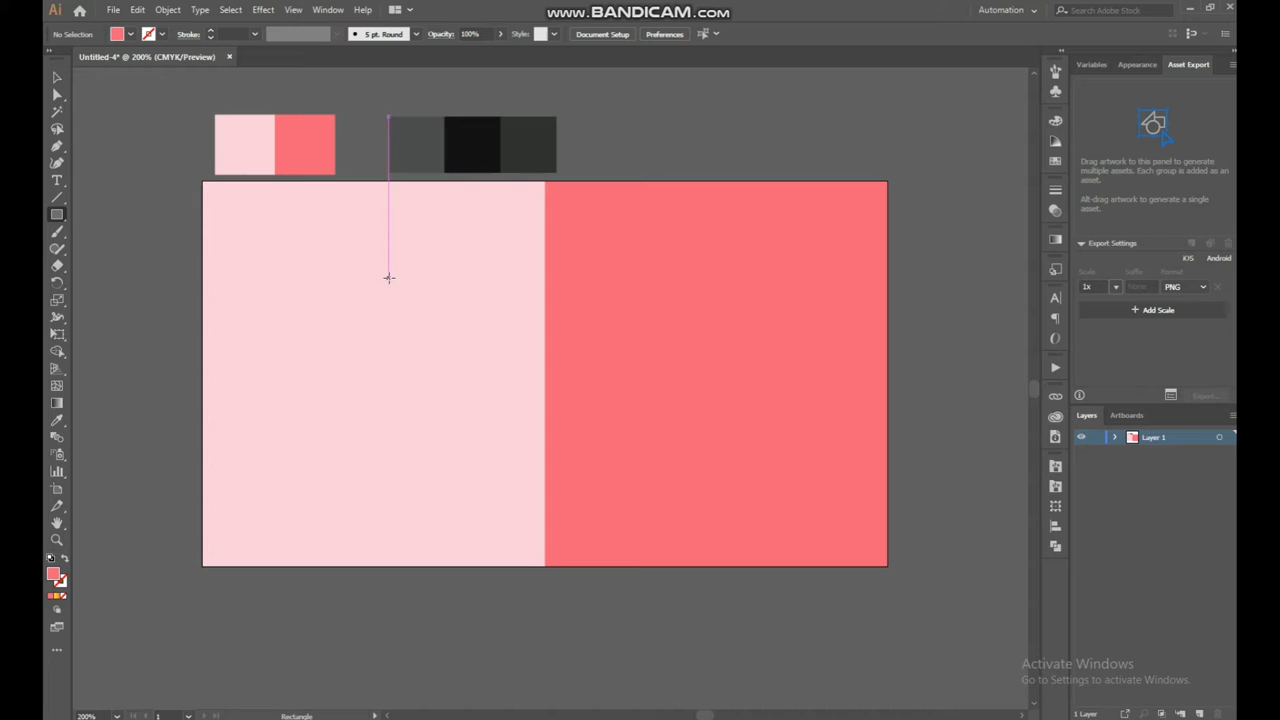 www.BANDICAM.com
Ai File Edit Object Type Select Effect View Window Help Automation Search Adobe Stock
No Selection Stroke: 5 pt. Round Opacity: 100% Style: Document Setup Preferences
Untitled-4* @ 200% (CMYK/Preview) ×
Variables Appearance Asset Export
Drag artwork to this panel to generate
multiple assets. Each group is added as an
asset.
Alt-drag artwork to generate a single
asset.
Export Settings
iOS Android
Scale Suffix Format
1x None PNG
+ Add Scale
Export...
Layers Artboards
Layer 1
Activate Windows
Go to Settings to activate Windows.
200% 1 Rectangle 1 Layer